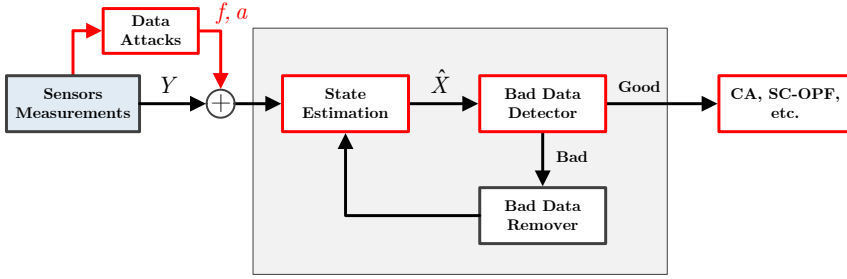 Data
Attacks
f, a
Sensors
Measurements
Y
+
State
Estimation
X̂
Bad Data
Detector
Good
CA, SC-OPF,
etc.
Bad
Bad Data
Remover